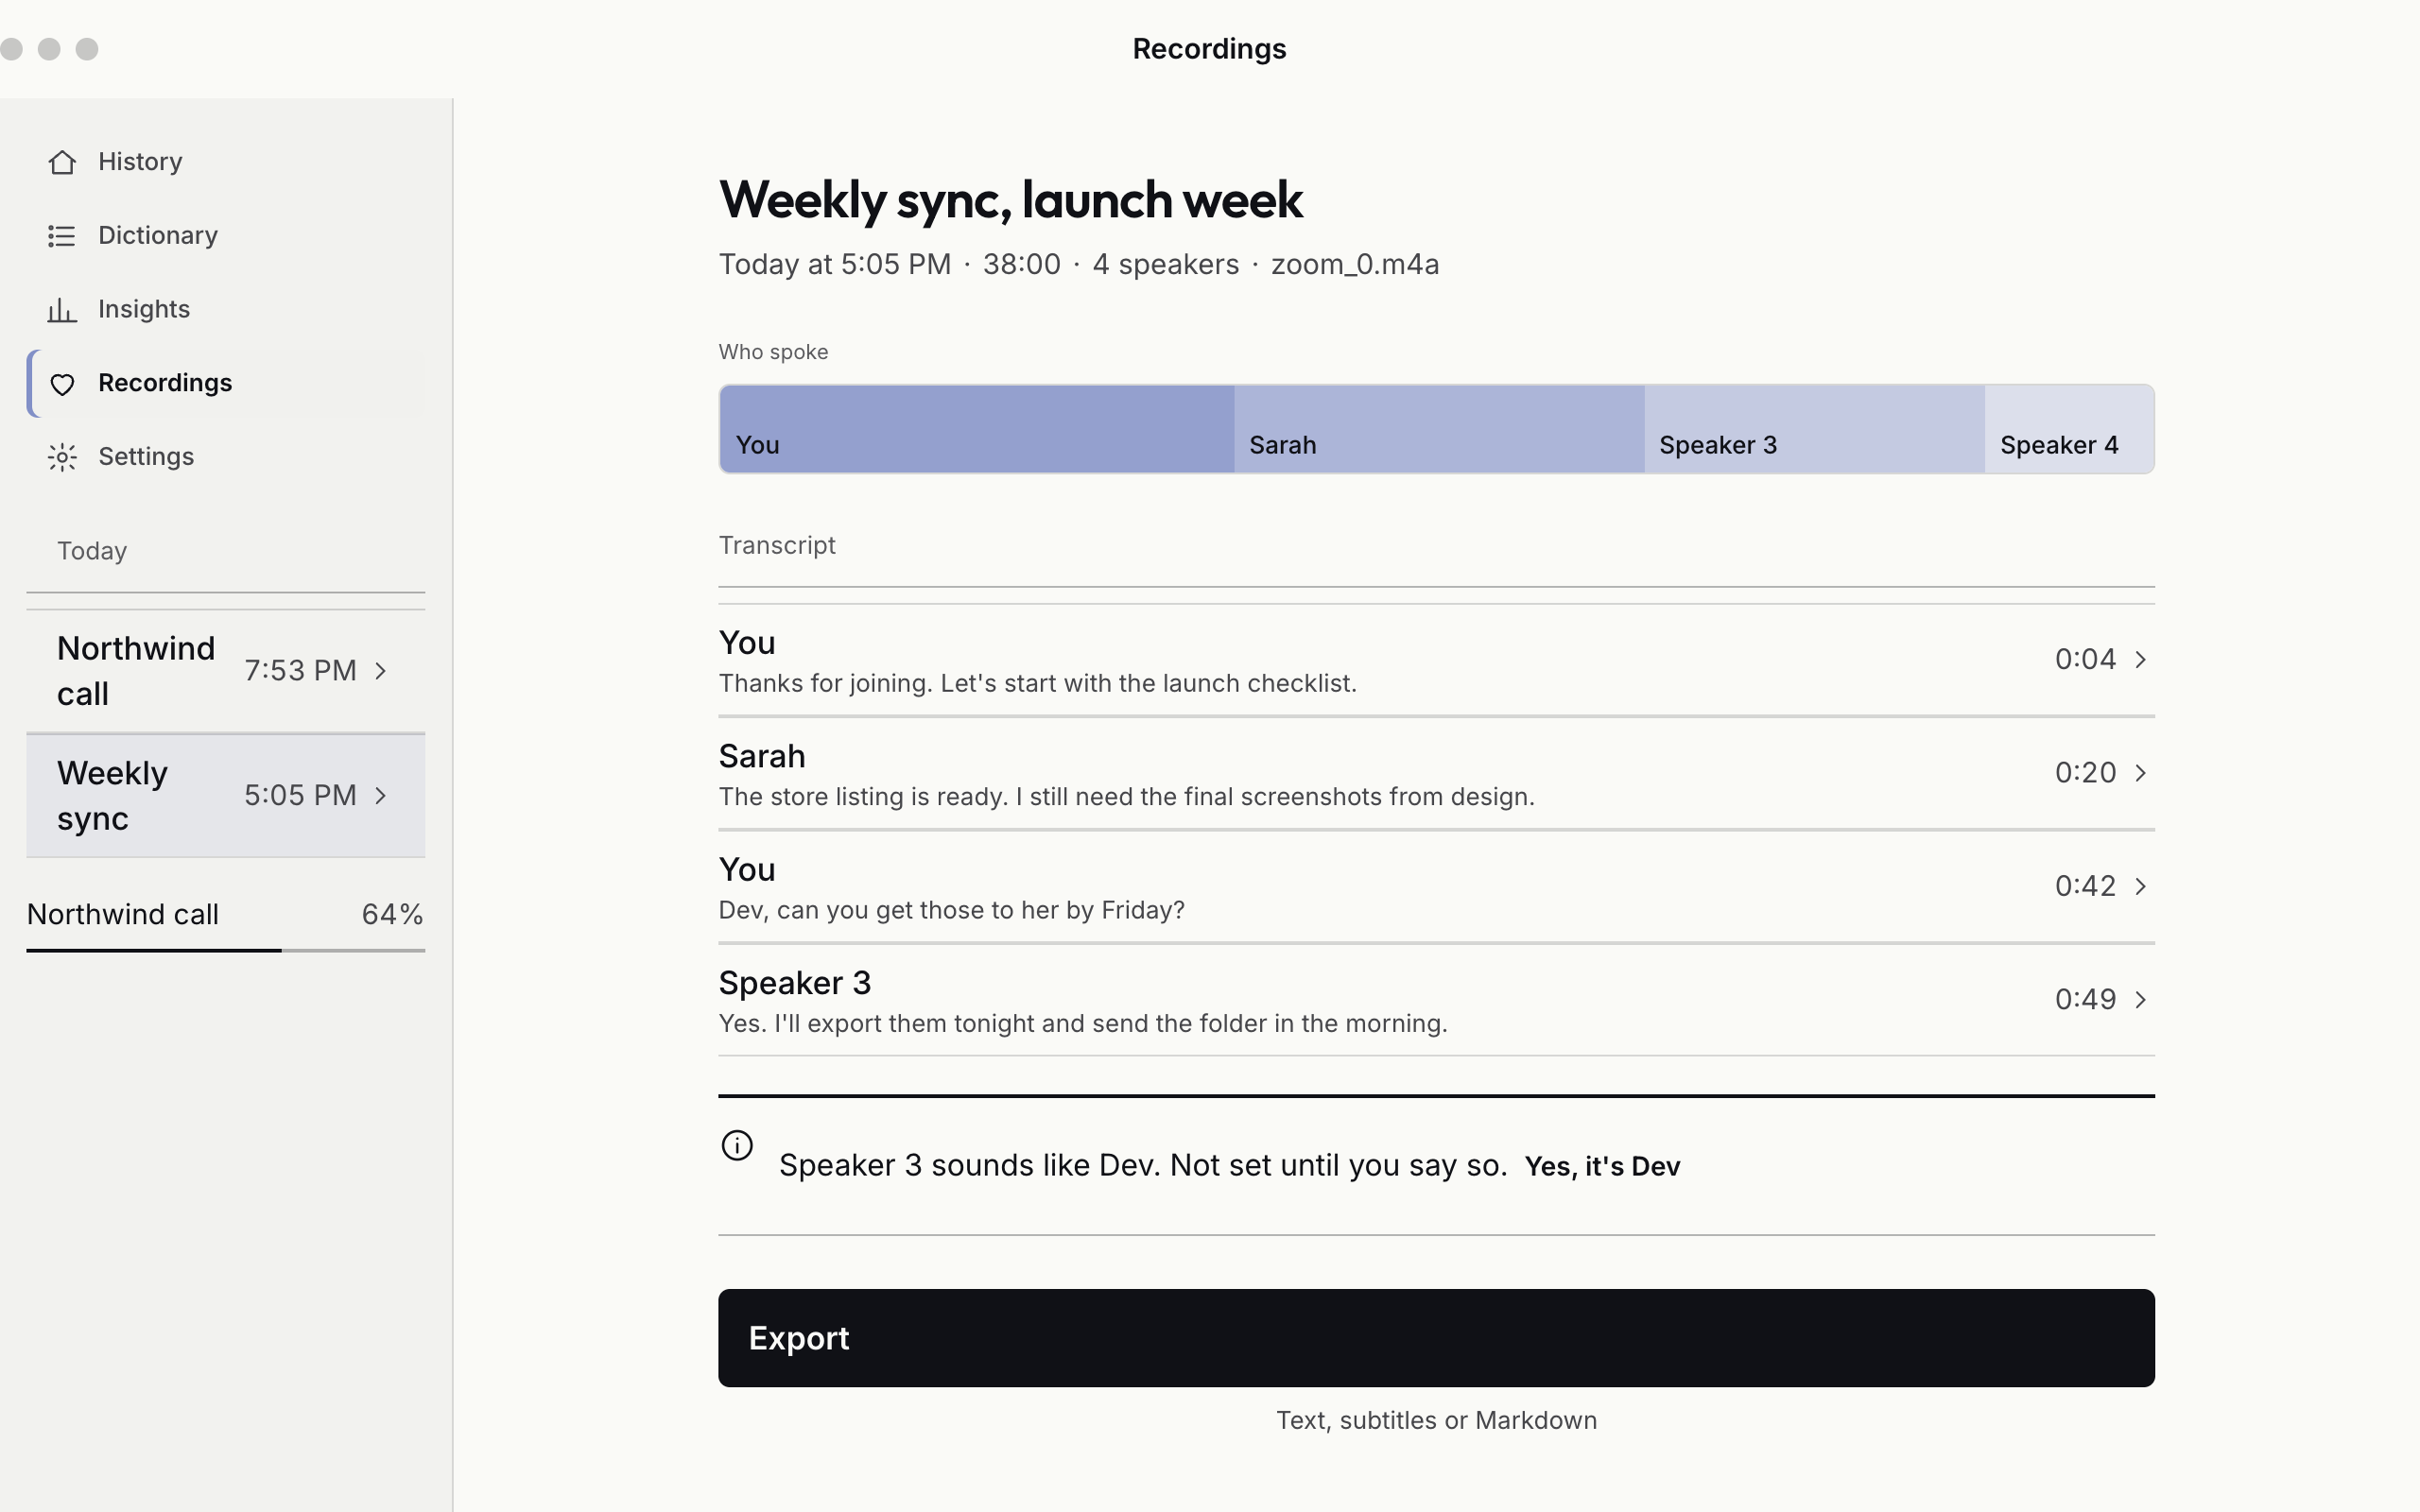 Recordings
History
Dictionary
Insights
Recordings
Settings
Today
Northwind
call
7:53 PM
Weekly
sync
5:05 PM
Northwind call
64%
Weekly sync, launch week
Today at 5:05 PM · 38:00 · 4 speakers · zoom_0.m4a
Who spoke
You
Sarah
Speaker 3
Speaker 4
Transcript
You
Thanks for joining. Let's start with the launch checklist.
0:04
Sarah
The store listing is ready. I still need the final screenshots from design.
0:20
You
Dev, can you get those to her by Friday?
0:42
Speaker 3
Yes. I'll export them tonight and send the folder in the morning.
0:49
Speaker 3 sounds like Dev. Not set until you say so. Yes, it's Dev
Export
Text, subtitles or Markdown